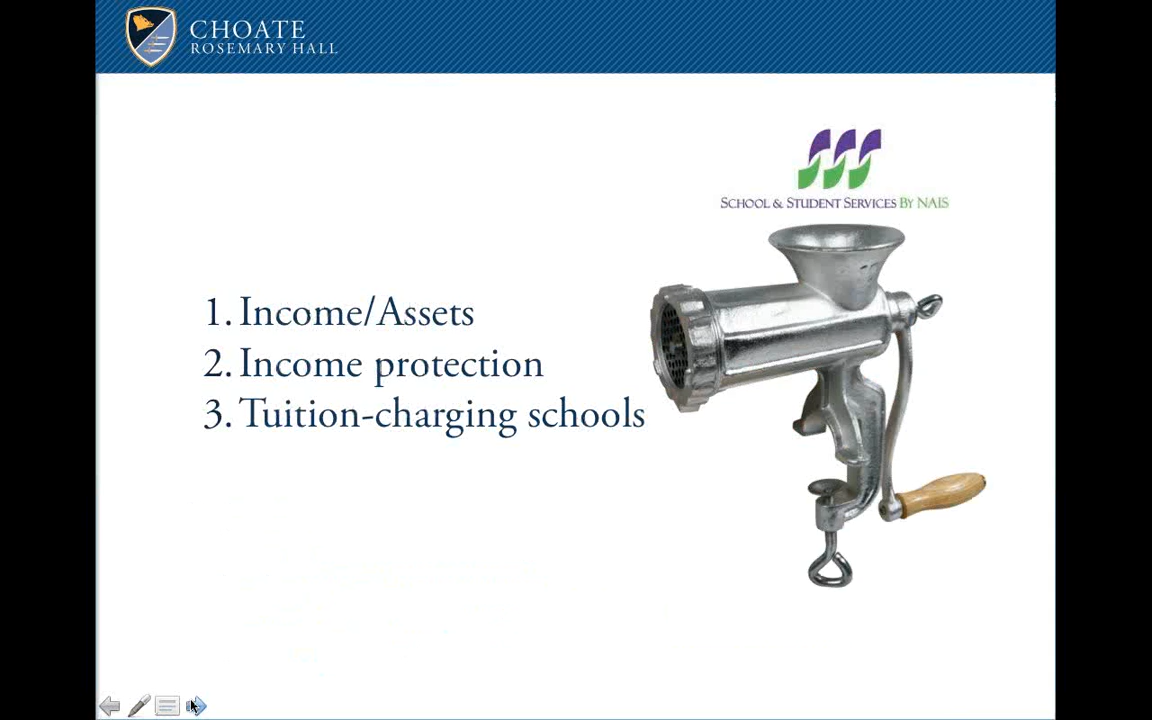 CHOATE
ROSEMARY HALL
SCHOOL & STUDENT SERVICES BY NAIS
1. Income/Assets
2. Income protection
3. Tuition-charging schools